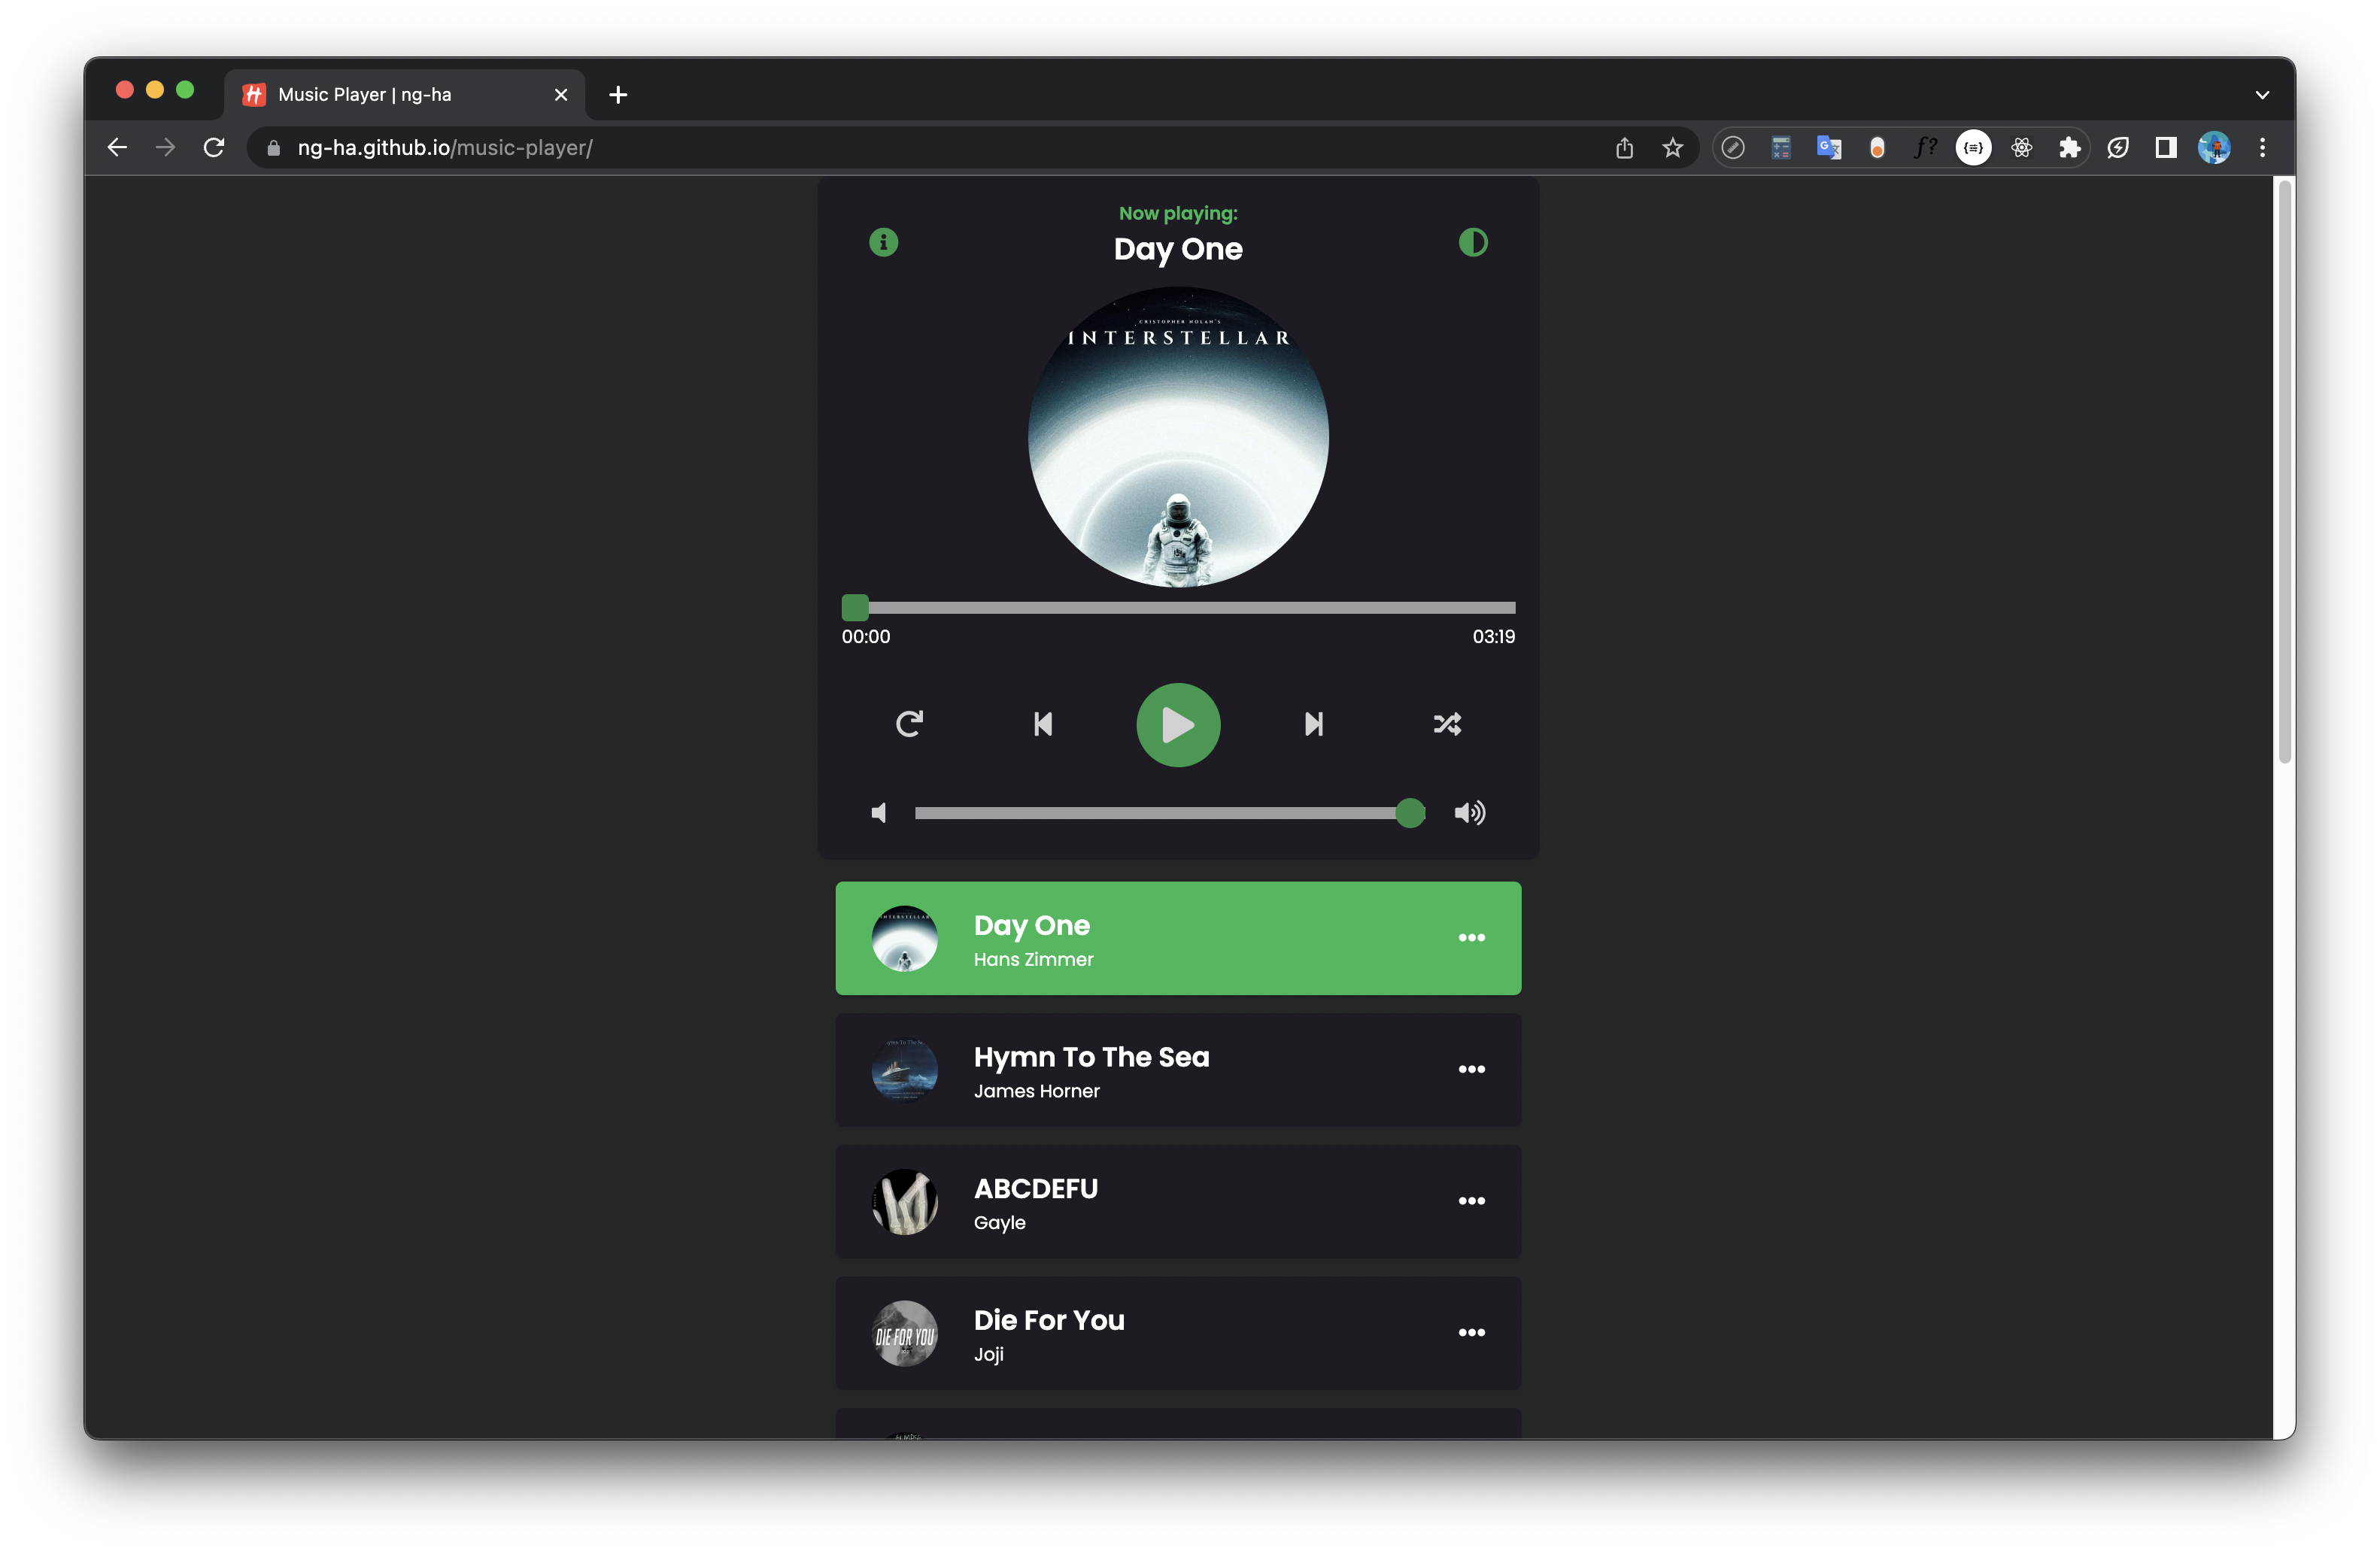 Music Player | ng-ha
ng-ha.github.io/music-player/
Now playing:
Day One
CRISTOPHER NOLAN'S
INTERSTELLAR
00:00
03:19
Day One
Hans Zimmer
Hymn To The Sea
James Horner
ABCDEFU
Gayle
DIE FOR YOU
Die For You
Joji